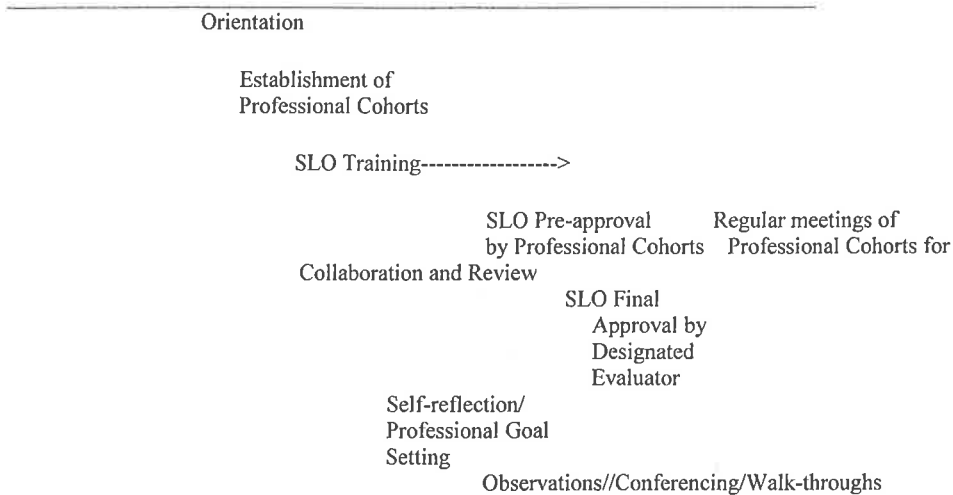 Orientation
Establishment of
Professional Cohorts
SLO Training------------------>
SLO Pre-approval Regular meetings of
by Professional Cohorts Professional Cohorts for
Collaboration and Review
SLO Final
Approval by
Designated
Evaluator
Self-reflection/
Professional Goal
Setting
Observations//Conferencing/Walk-throughs